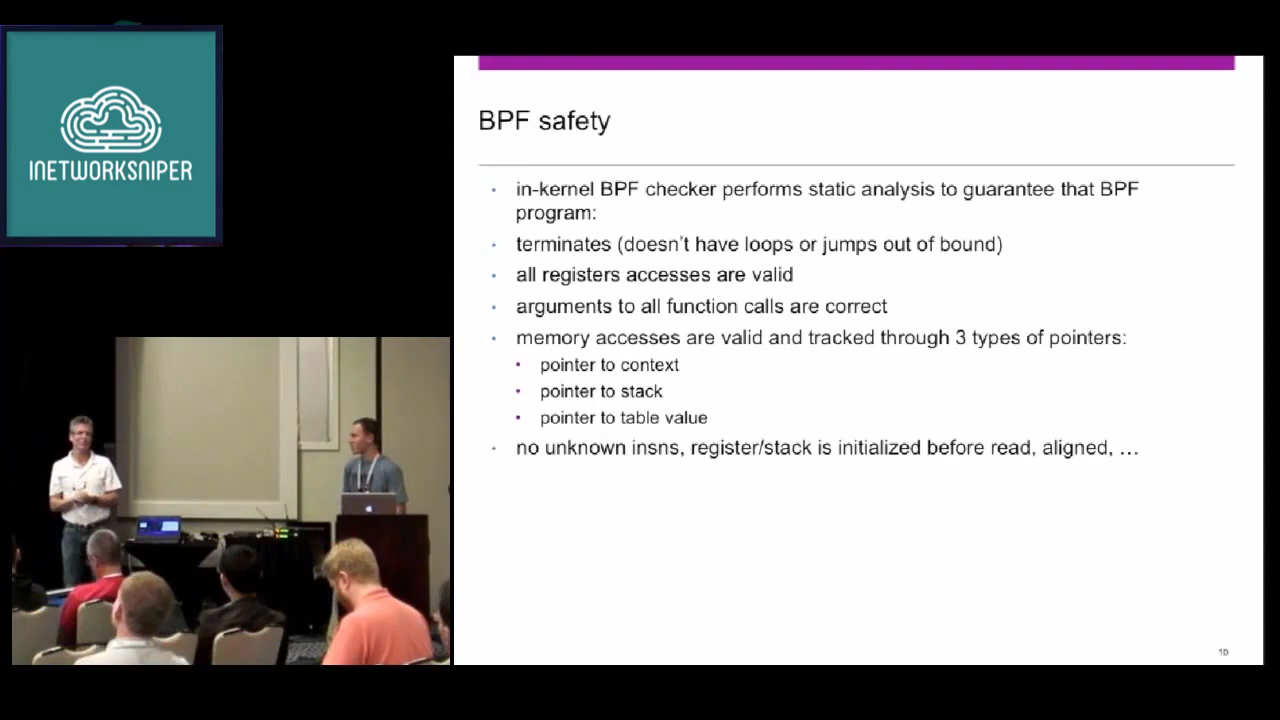 INETWORKSNIPER
BPF safety
in-kernel BPF checker performs static analysis to guarantee that BPF
program:
terminates (doesn't have loops or jumps out of bound)
all registers accesses are valid
arguments to all function calls are correct
memory accesses are valid and tracked through 3 types of pointers:
pointer to context
pointer to stack
pointer to table value
no unknown insns, register/stack is initialized before read, aligned, …
10